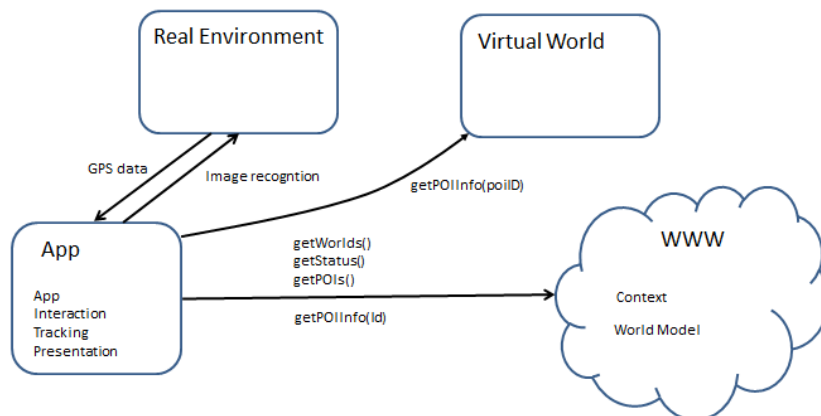 Real Environment
Virtual World
GPS data
Image recogntion
getPOIInfo(poiID)
App
App
Interaction
Tracking
Presentation
getWorlds()
getStatus()
getPOIs()
getPOIInfo(Id)
WWW
Context
World Model